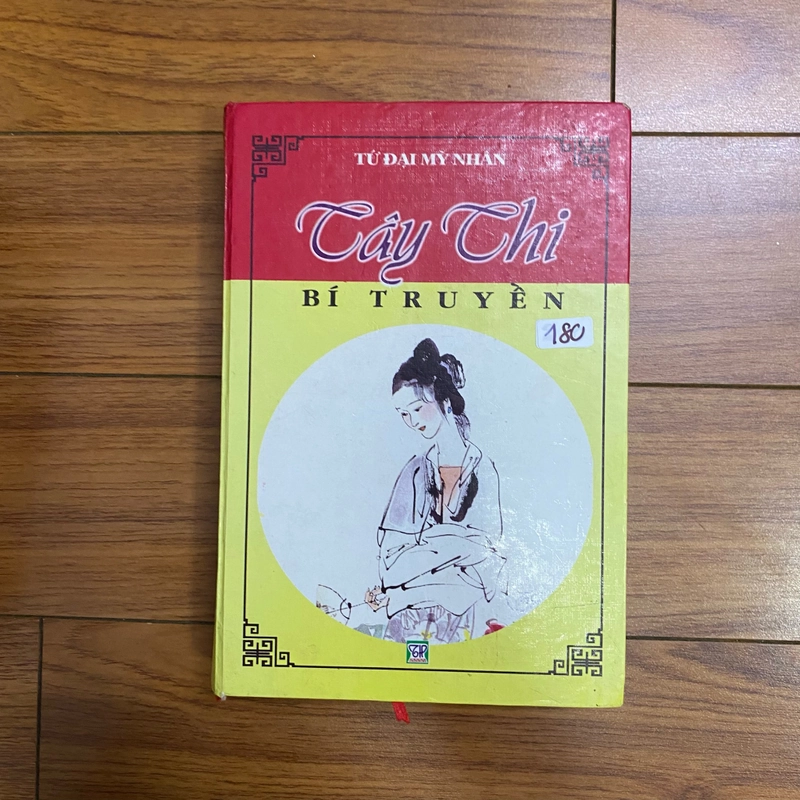 TỨ ĐẠI MỸ NHÂN
Tây Thi
BÍ TRUYỀN
180